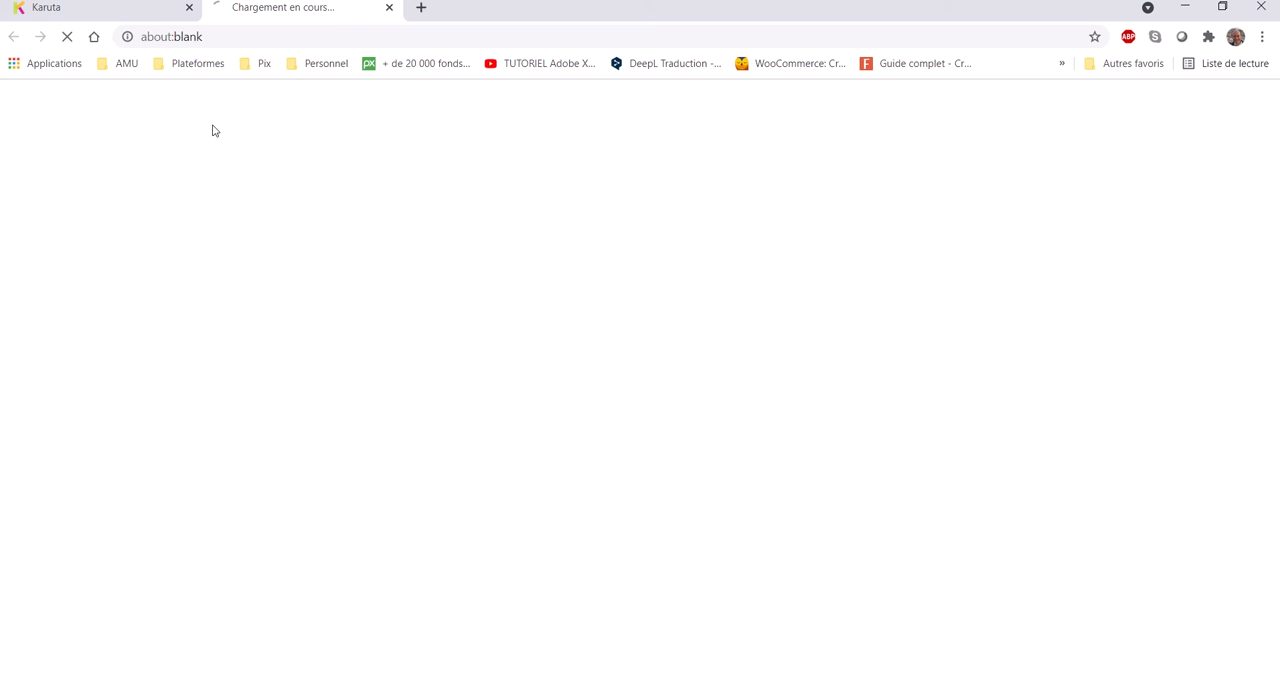 Karuta
Chargement en cours...
about:blank
ABP
Applications
AMU
Plateformes
Pix
Personnel
+ de 20 000 fonds...
TUTORIEL Adobe X...
DeepL Traduction -...
WooCommerce: Cr...
Guide complet - Cr...
»
Autres favoris
Liste de lecture